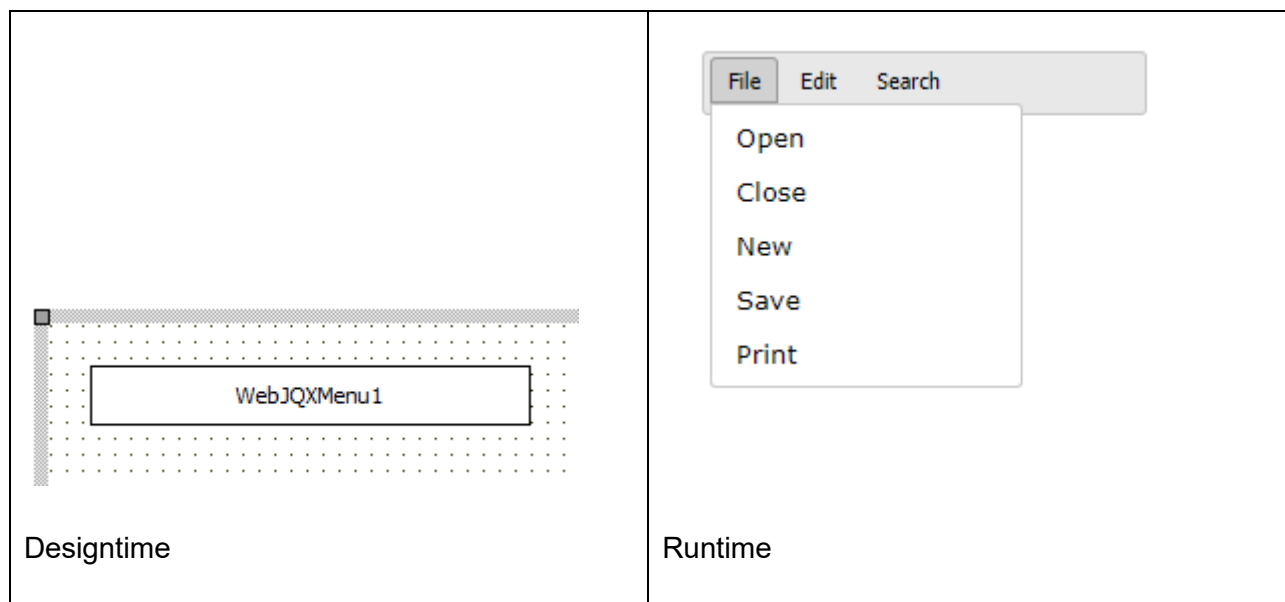 WebJQXMenu1
Designtime
File Edit Search
Open
Close
New
Save
Print
Runtime